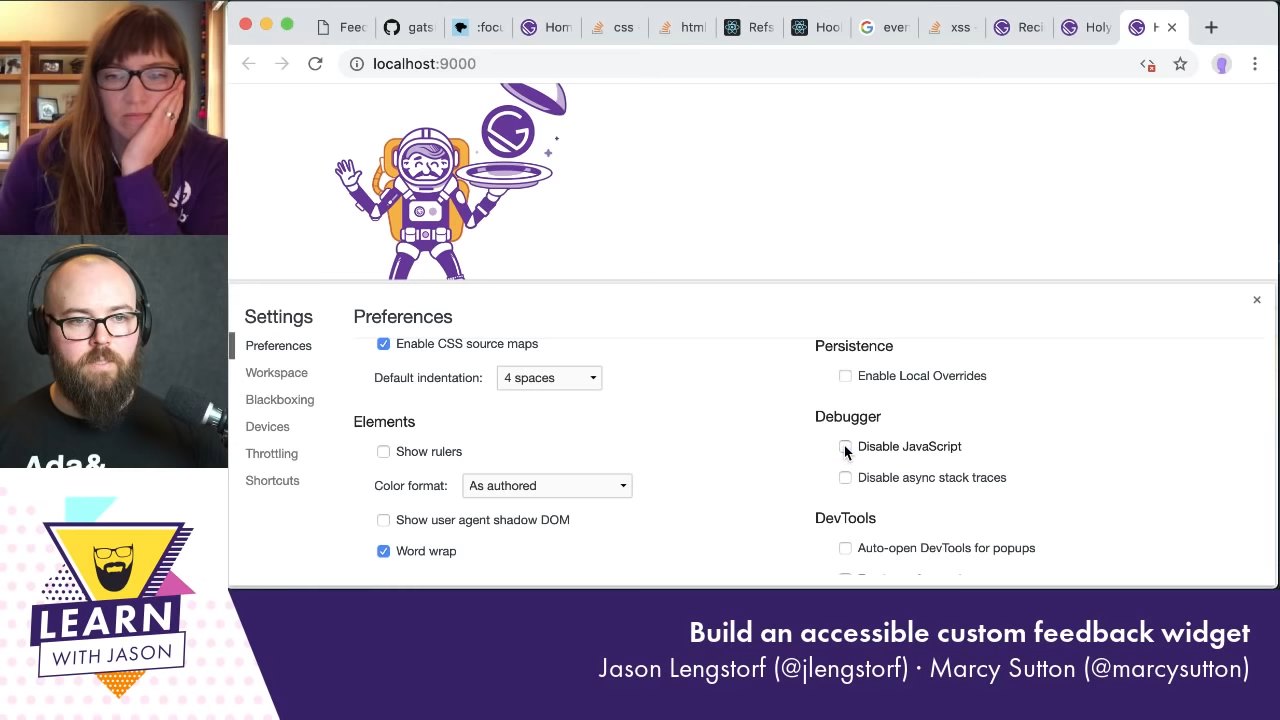 Feec
gats
:focu
Hom
css
html
Refs
Hool
ever
xss -
Reci
Holy
H
localhost:9000
Settings
Preferences
Workspace
Blackboxing
Devices
Throttling
Shortcuts
Preferences
Enable CSS source maps
Default indentation: 4 spaces
Elements
Show rulers
Color format: As authored
Show user agent shadow DOM
Word wrap
Persistence
Enable Local Overrides
Debugger
Disable JavaScript
Disable async stack traces
DevTools
Auto-open DevTools for popups
Ada&
LEARN
WITH JASON
Build an accessible custom feedback widget
Jason Lengstorf (@jlengstorf) · Marcy Sutton (@marcysutton)